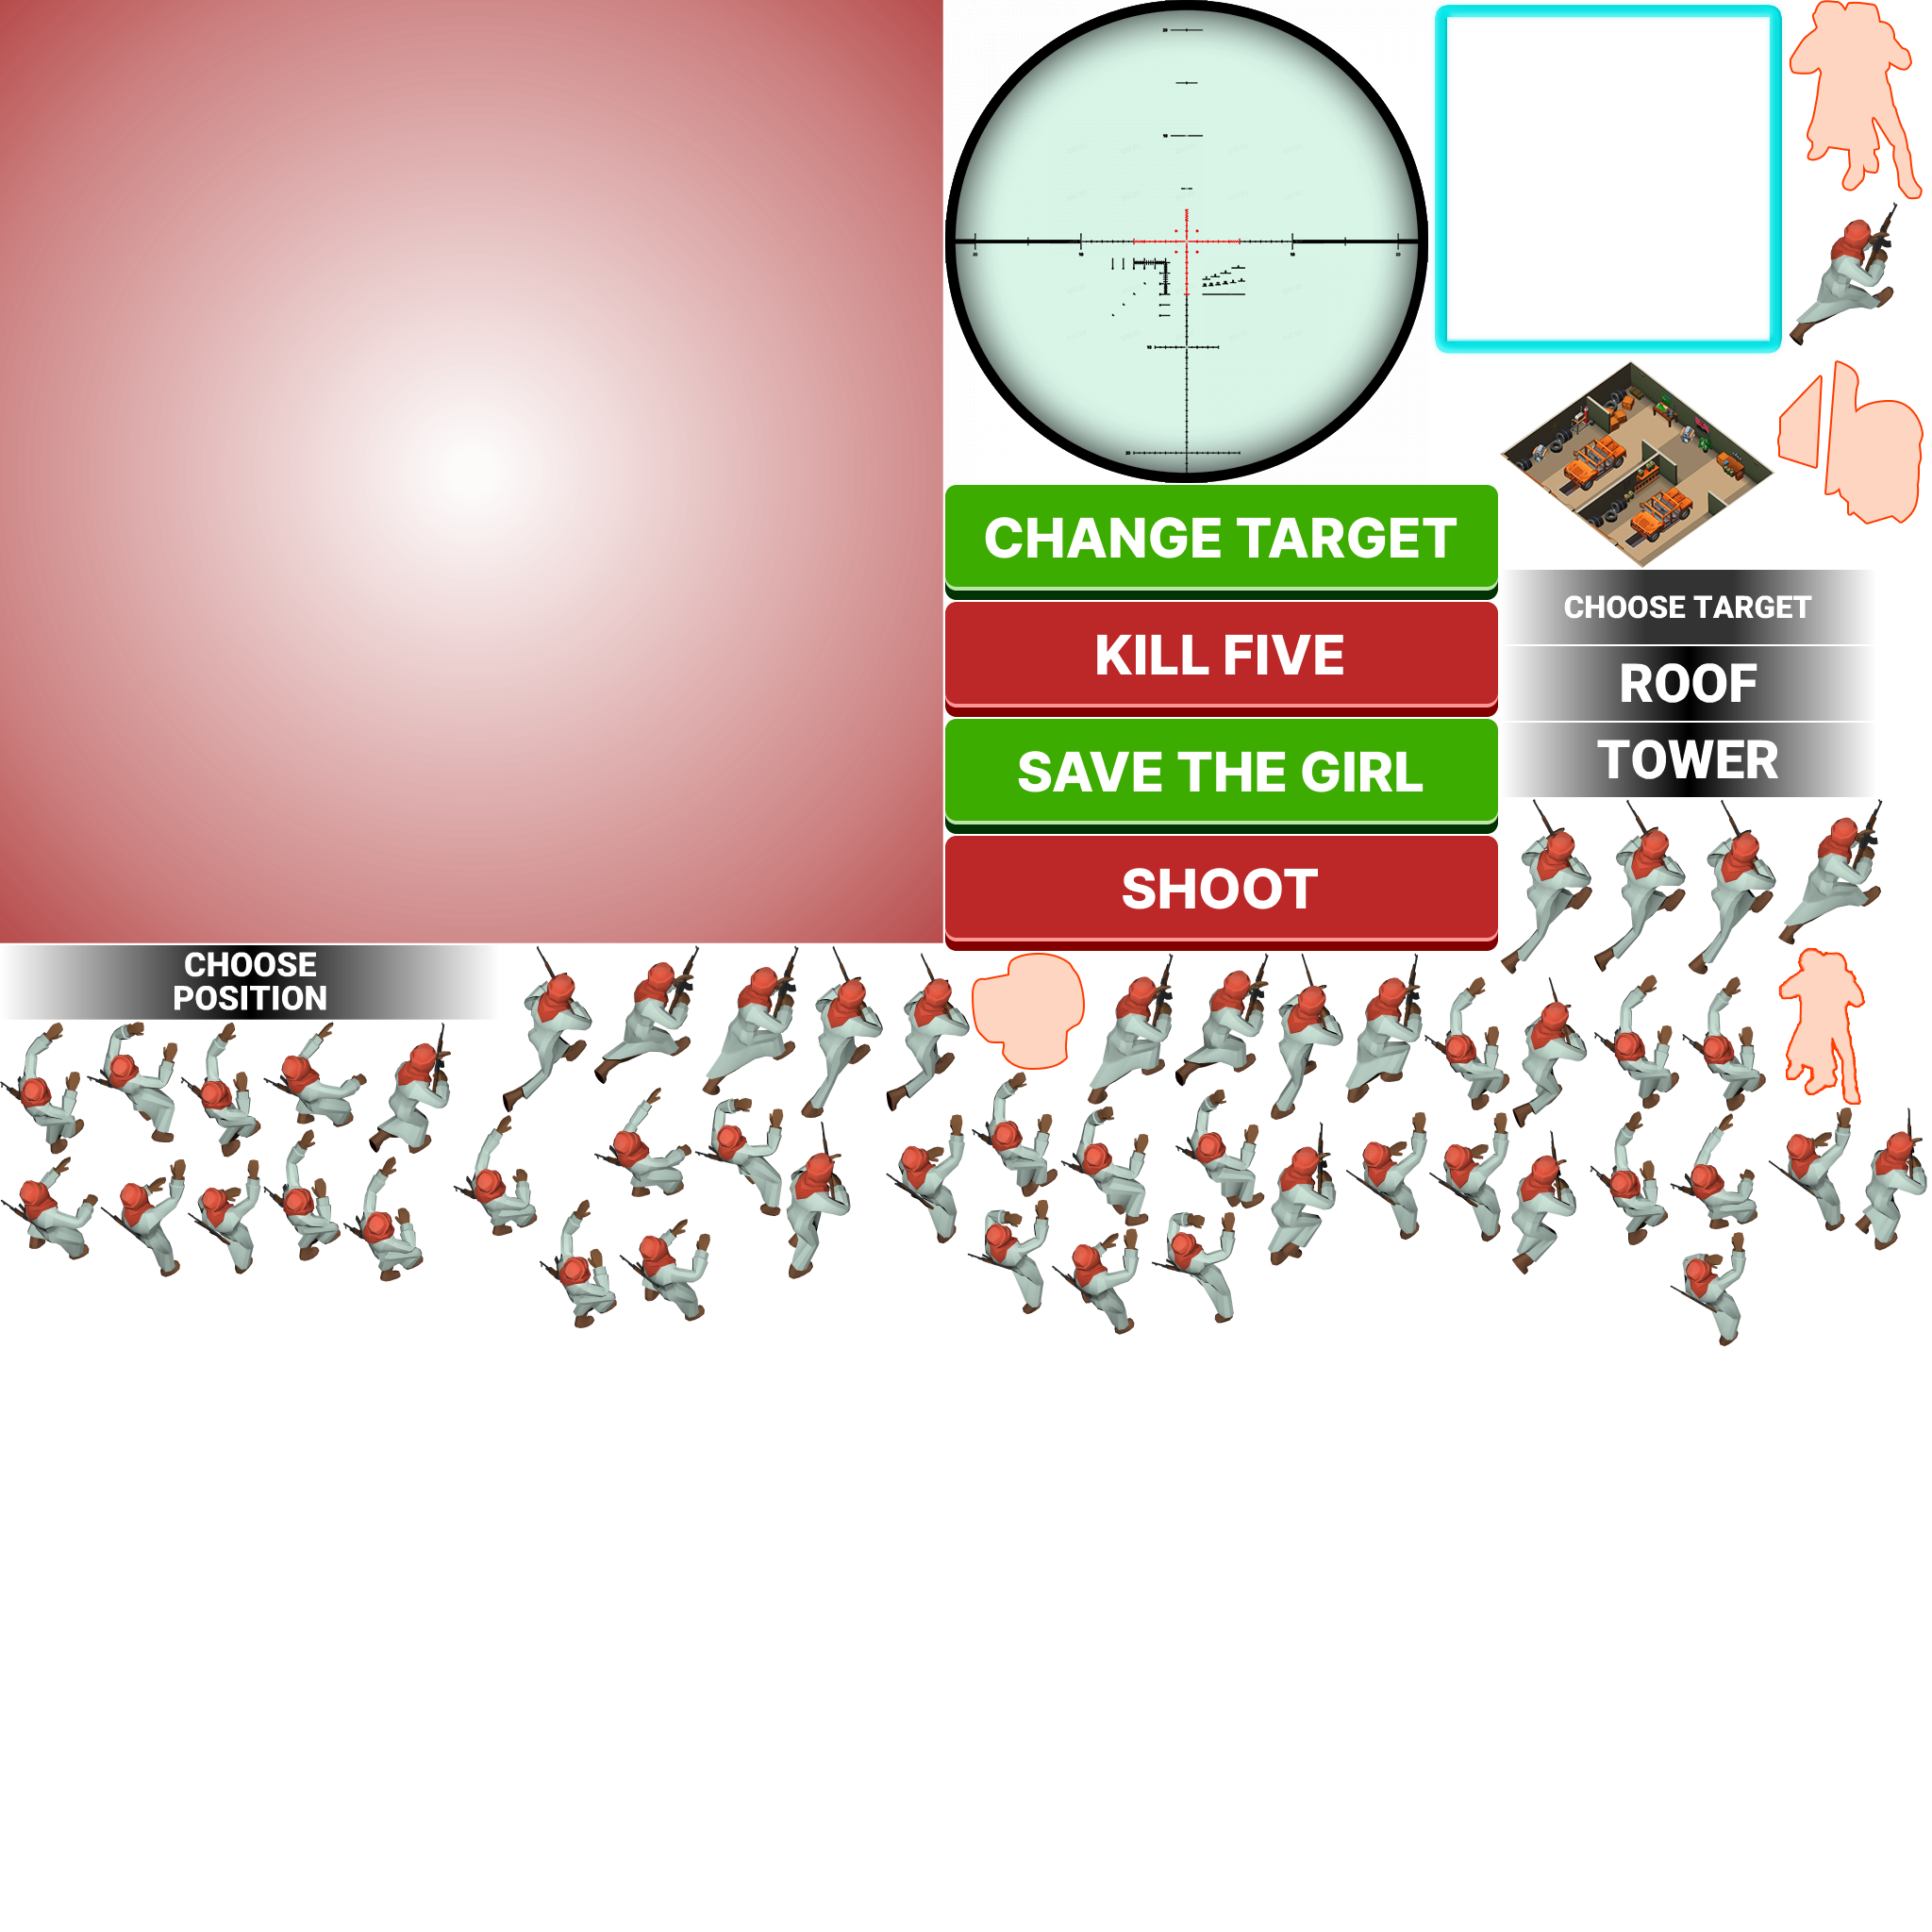 CHANGE TARGET
KILL FIVE
SAVE THE GIRL
SHOOT
CHOOSE TARGET
ROOF
TOWER
CHOOSE
POSITION